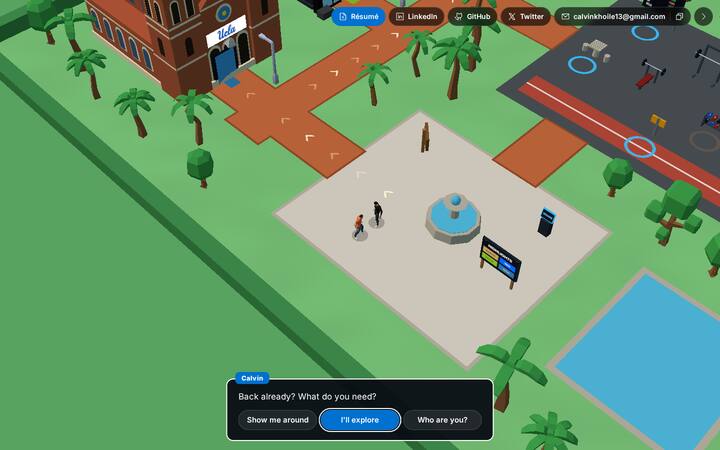 Résumé
LinkedIn
GitHub
Twitter
calvinkhoile13@gmail.com
Ucla
HIGHLIGHTS
Calvin
Back already? What do you need?
Show me around
I'll explore
Who are you?